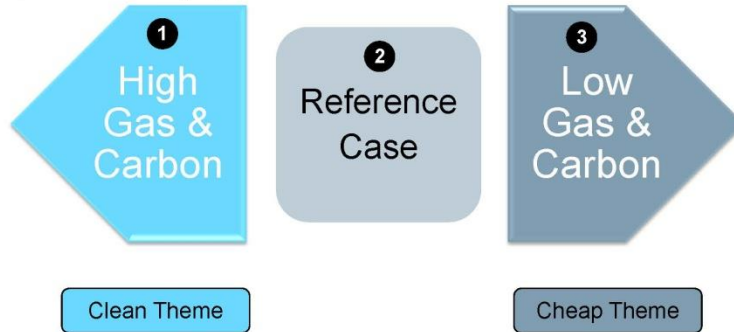 1
High
Gas &
Carbon
2
Reference
Case
3
Low
Gas &
Carbon
Clean Theme
Cheap Theme